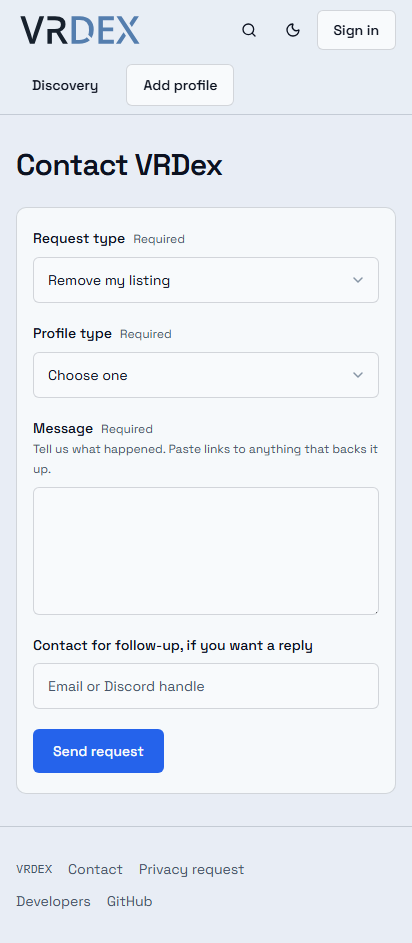 VRDEX
Sign in
Discovery
Add profile
Contact VRDex
Request type Required
Remove my listing
Profile type Required
Choose one
Message Required
Tell us what happened. Paste links to anything that backs it
up.
Contact for follow-up, if you want a reply
Email or Discord handle
Send request
VRDEX Contact Privacy request
Developers GitHub